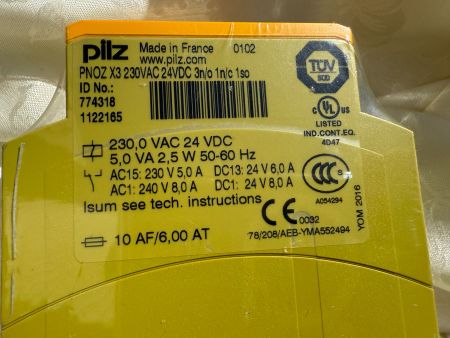 pilz Made in France 0102
www.pilz.com
PNOZ X3 230VAC 24VDC 3n/o 1n/c 1so
ID No.:
774318
1122165
TÜV
SÜD
C UL US
LISTED
IND.CONT.EQ.
4D47
230,0 VAC 24 VDC
5,0 VA 2,5 W 50-60 Hz
AC15: 230 V 5,0 A DC13: 24 V 6,0 A
AC1: 240 V 8,0 A DC1: 24 V 8,0 A
Isum see tech. instructions
CCC
A054294
CE 0032
YOM 2016
10 AF/6,00 AT
78/208/AEB-YMA552494